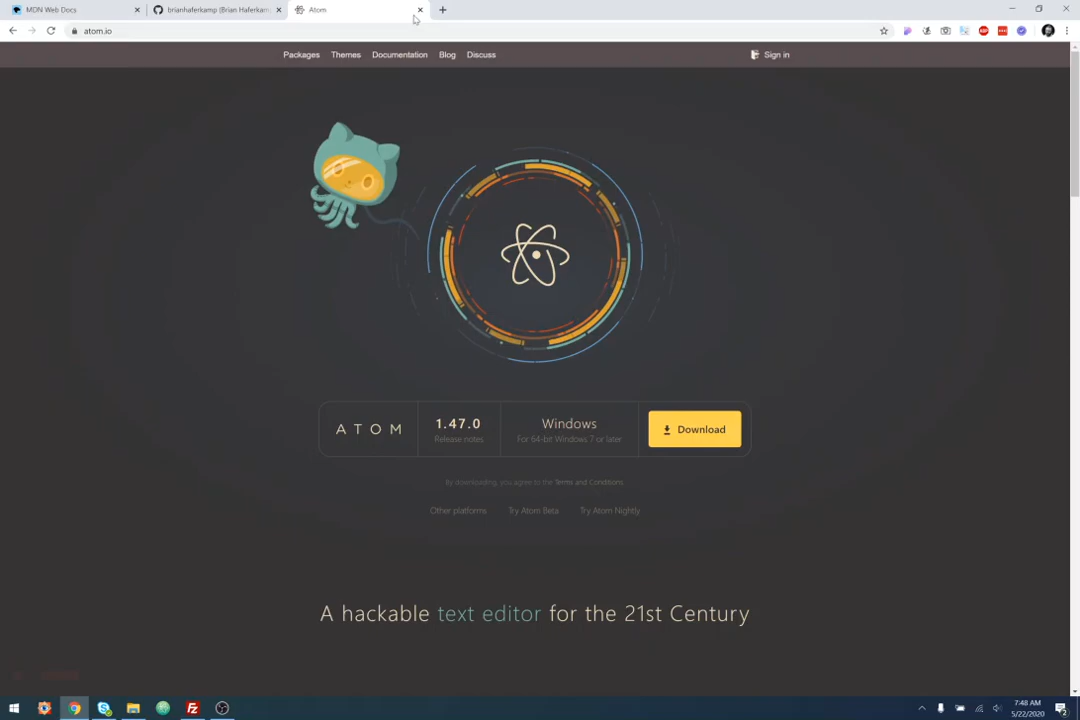 MDN Web Docs
brianhaferkamp (Brian Haferkam
Atom
atom.io
Packages Themes Documentation Blog Discuss
Sign in
ATOM
1.47.0
Release notes
Windows
For 64-bit Windows 7 or later
Download
By downloading, you agree to the Terms and Conditions.
Other platforms Try Atom Beta Try Atom Nightly
A hackable text editor for the 21st Century
7:48 AM
5/22/2020